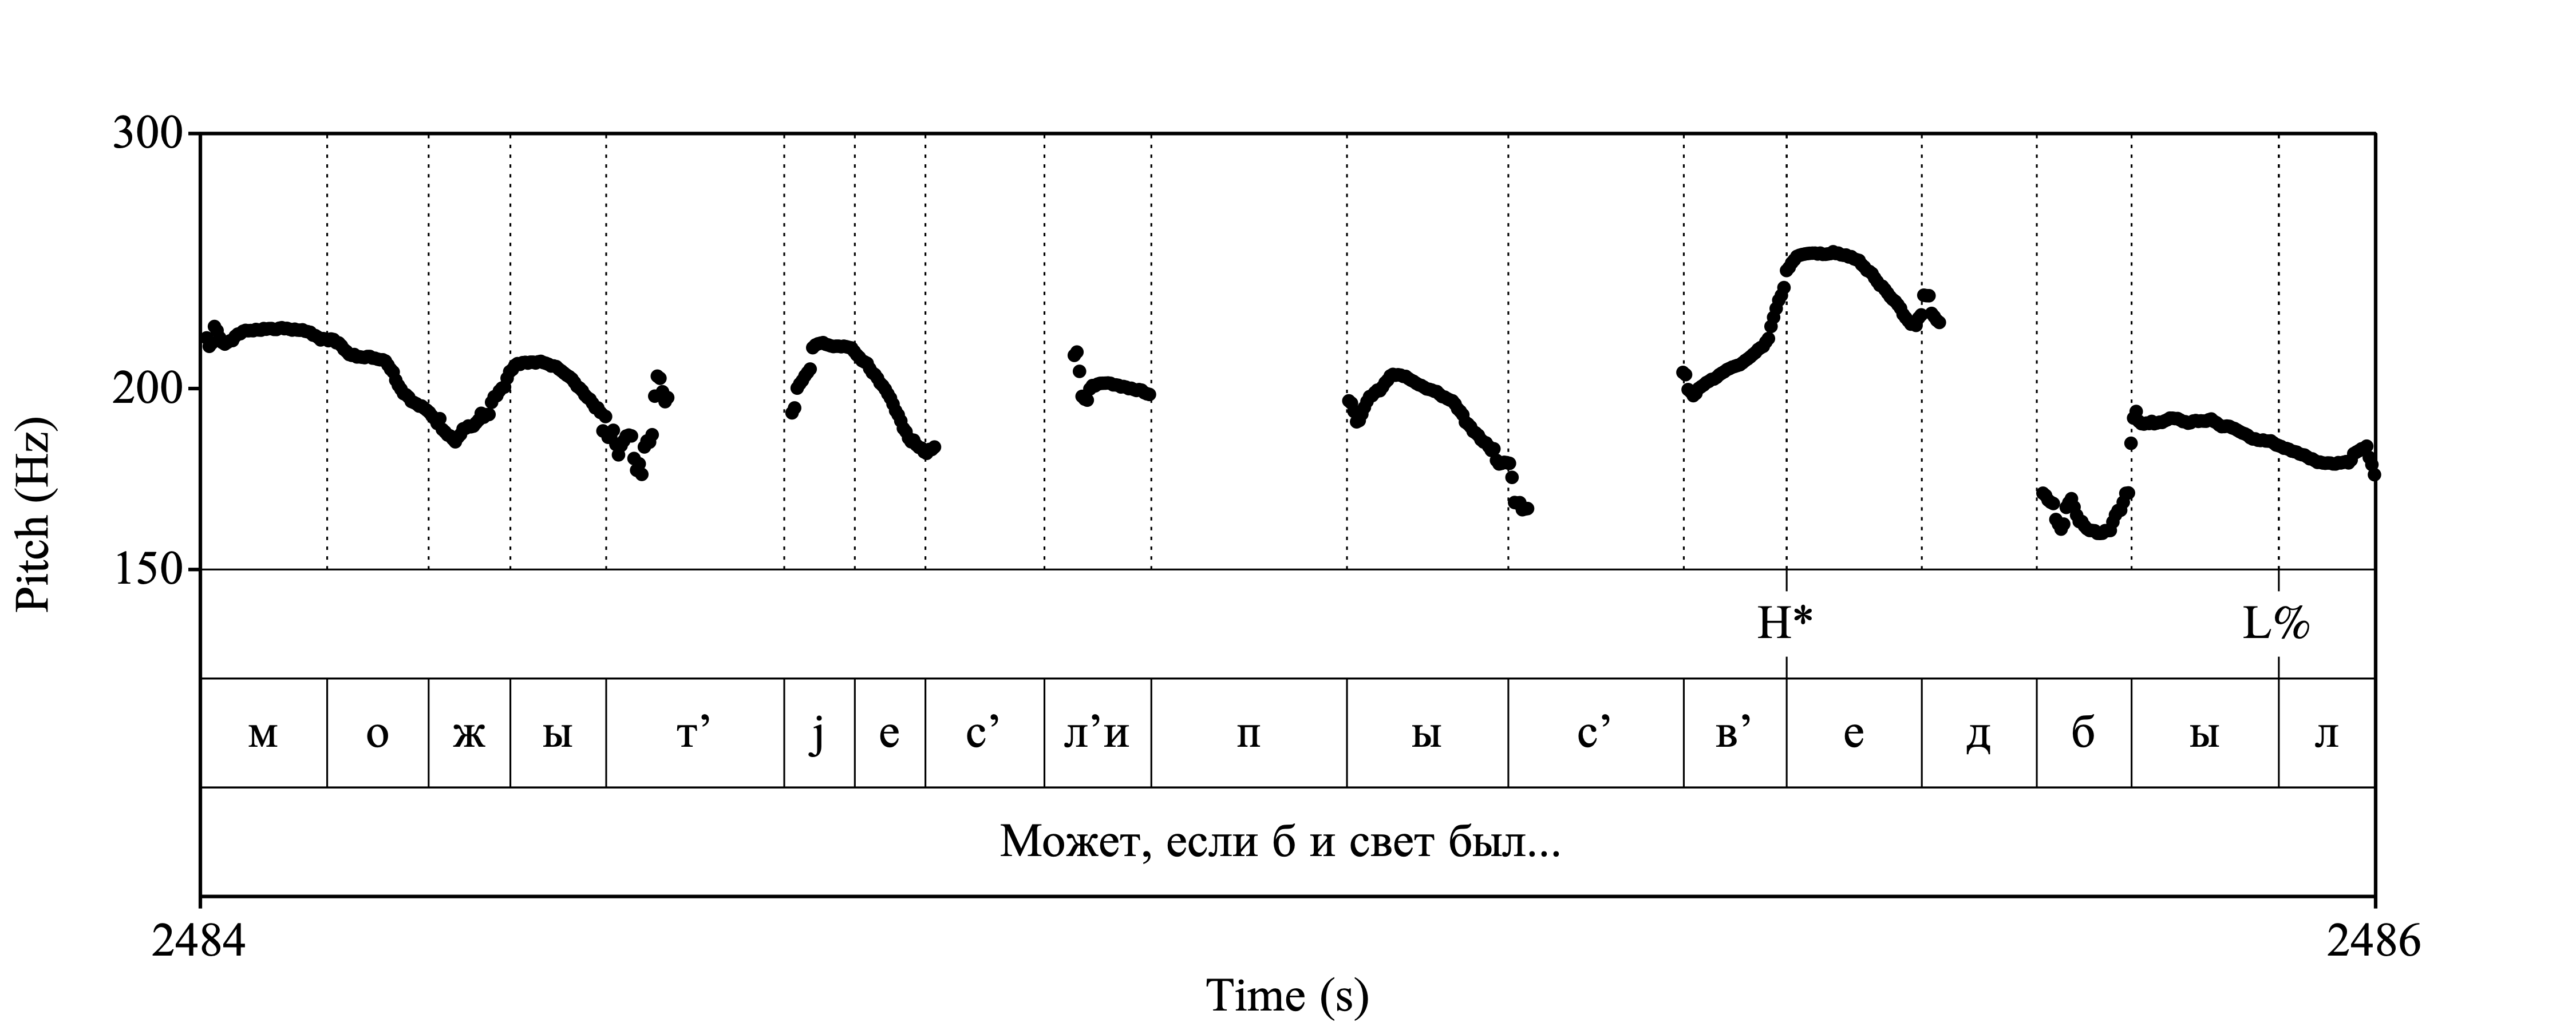 300
200
150
Pitch (Hz)
H* L%
м о ж ы т’ j е с’ л’и п ы с’ в’ е д б ы л
Может, если б и свет был...
2484 2486
Time (s)